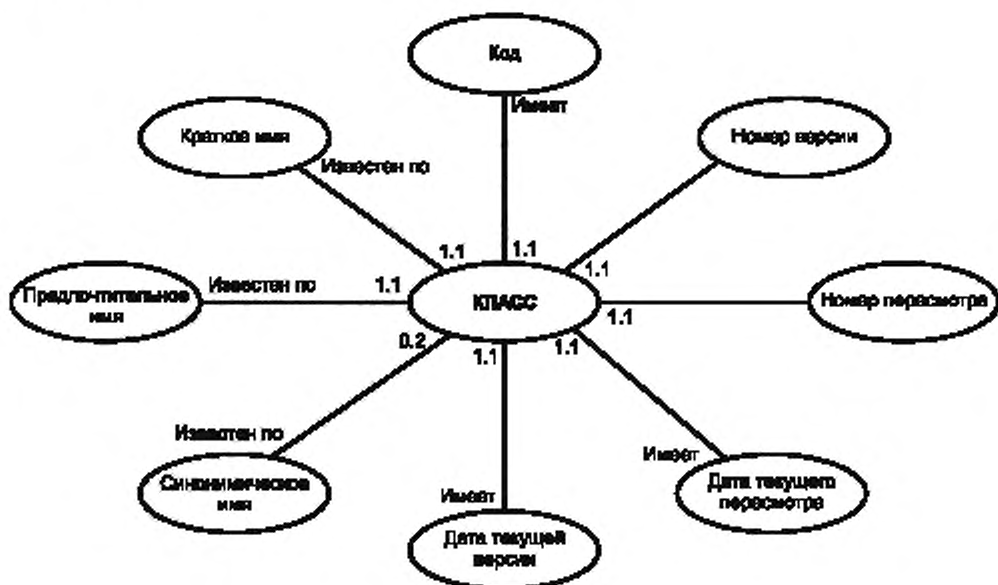 Код
Имеет
Краткое имя
Номер версии
Известен по
1.1
1.1
1.1
Предпочтительное
имя
Известен по
1.1
КЛАСС
Номер пересмотра
1.1
0.2
1.1
1.1
Известен по
Синонимическое
имя
Имеет
Дата текущего
пересмотра
Имеет
Дата текущей
версии